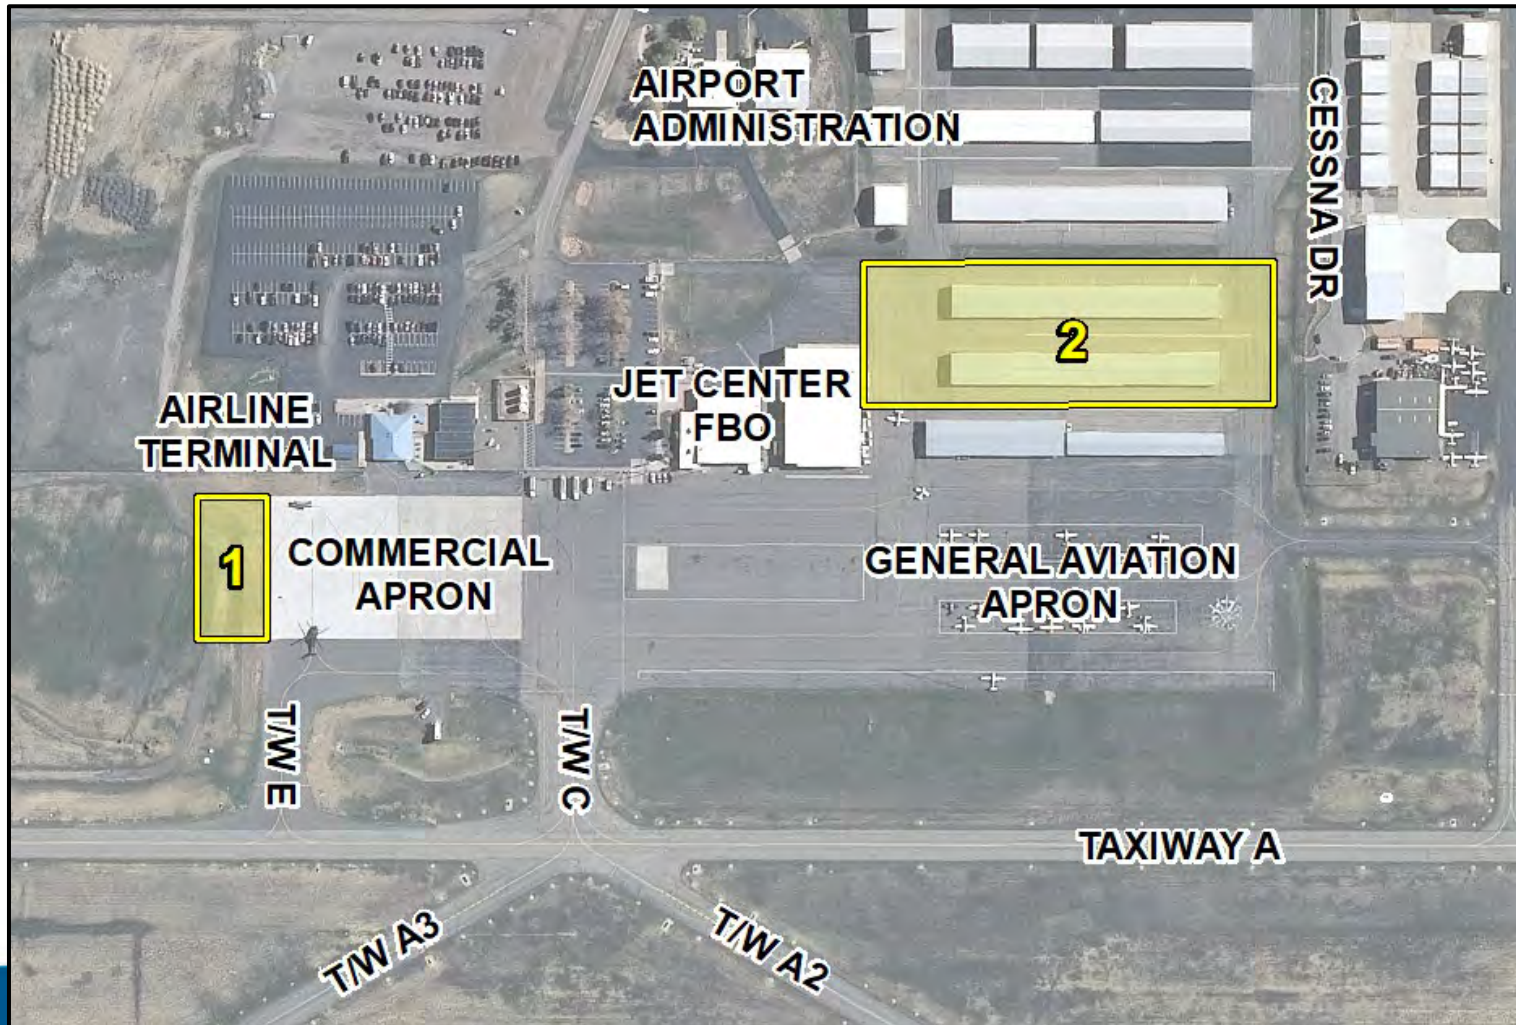 AIRPORT
ADMINISTRATION
CESSNA DR
2
JET CENTER
FBO
AIRLINE
TERMINAL
1
COMMERCIAL
APRON
GENERAL AVIATION
APRON
T/W E
T/W C
TAXIWAY A
T/W A3
T/W A2